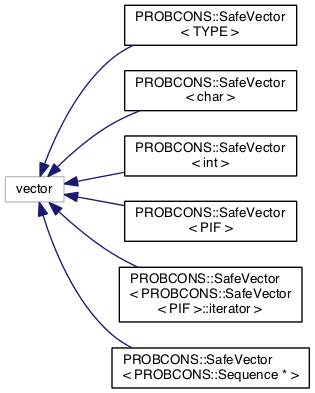 PROBCONS::SafeVector
< TYPE >
PROBCONS::SafeVector
< char >
PROBCONS::SafeVector
< int >
vector
PROBCONS::SafeVector
< PIF >
PROBCONS::SafeVector
< PROBCONS::SafeVector
< PIF >::iterator >
PROBCONS::SafeVector
< PROBCONS::Sequence * >